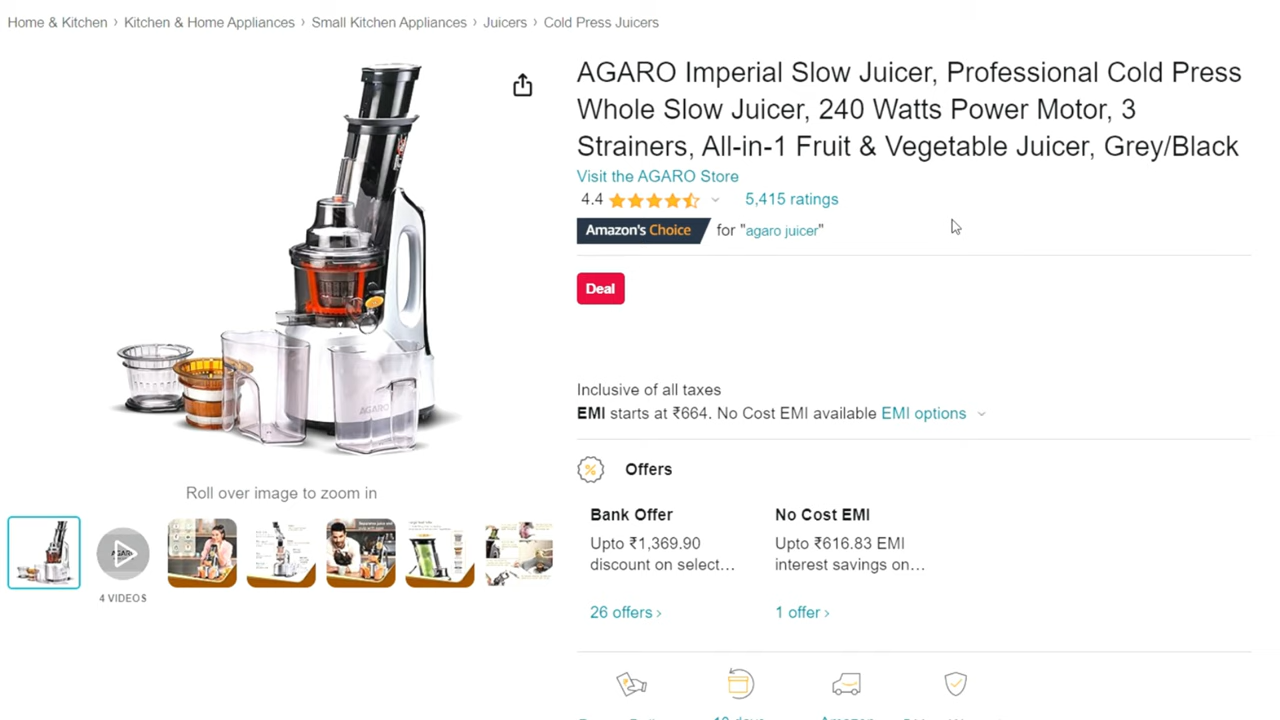 Home & Kitchen › Kitchen & Home Appliances › Small Kitchen Appliances › Juicers › Cold Press Juicers
AGARO Imperial Slow Juicer, Professional Cold Press
Whole Slow Juicer, 240 Watts Power Motor, 3
Strainers, All-in-1 Fruit & Vegetable Juicer, Grey/Black
Visit the AGARO Store
4.4 5,415 ratings
Amazon's Choice for "agaro juicer"
Deal
Inclusive of all taxes
EMI starts at ₹664. No Cost EMI available EMI options
Offers
Bank Offer
Upto ₹1,369.90
discount on select…
26 offers ›
No Cost EMI
Upto ₹616.83 EMI
interest savings on…
1 offer ›
AGARO
Roll over image to zoom in
4 VIDEOS